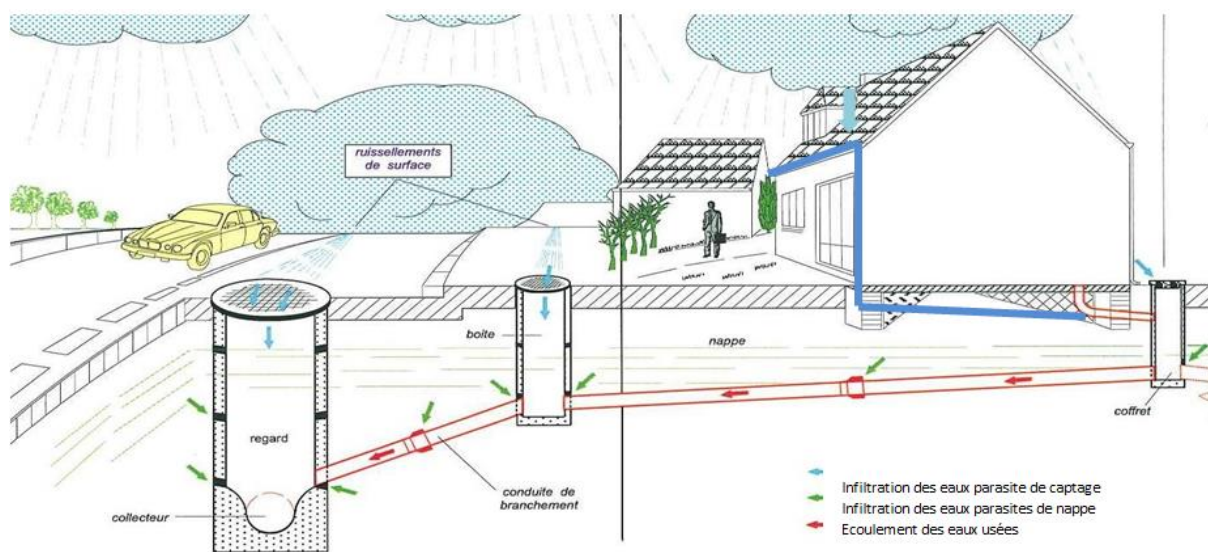 ruissellements
de surface
boîte
nappe
coffret
regard
conduite de
branchement
collecteur
Infiltration des eaux parasite de captage
Infiltration des eaux parasites de nappe
Ecoulement des eaux usées